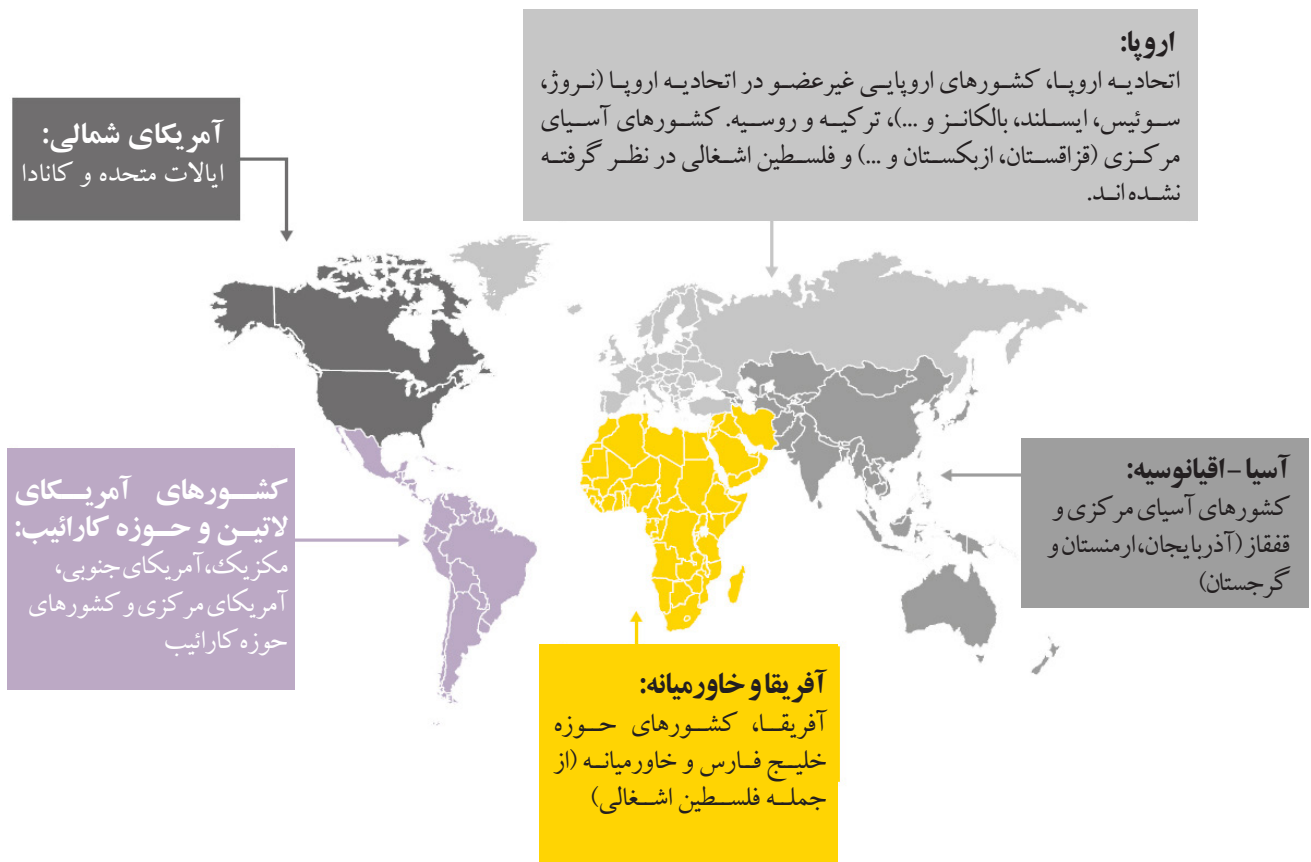 اروپا:
اتحادیه اروپا، کشورهای اروپایی غیرعضو در اتحادیه اروپا (نروژ،
سوئیس، ایسلند، بالکانز و ...)، ترکیه و روسیه. کشورهای آسیای
مرکزی (قزاقستان، ازبکستان و ...) و فلسطین اشغالی در نظر گرفته
نشده‌اند.
آمریکای شمالی:
ایالات متحده و کانادا
آسیا-اقیانوسیه:
کشورهای آسیای مرکزی و
قفقاز (آذربایجان،ارمنستان و
گرجستان)
کشورهای آمریکای
لاتین و حوزه کارائیب:
مکزیک،آمریکای جنوبی،
آمریکای مرکزی و کشورهای
حوزه کارائیب
آفریقا و خاورمیانه:
آفریقا، کشورهای حوزه
خلیج فارس و خاورمیانه (از
جمله فلسطین اشغالی)